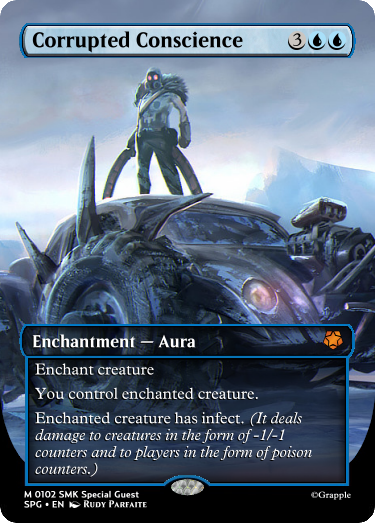 Corrupted Conscience 3
Enchantment — Aura
Enchant creature
You control enchanted creature.
Enchanted creature has infect. (It deals
damage to creatures in the form of -1/-1
counters and to players in the form of poison
counters.)
M 0102 SMK Special Guest
SPG • EN Rudy Parfaite
©Grapple